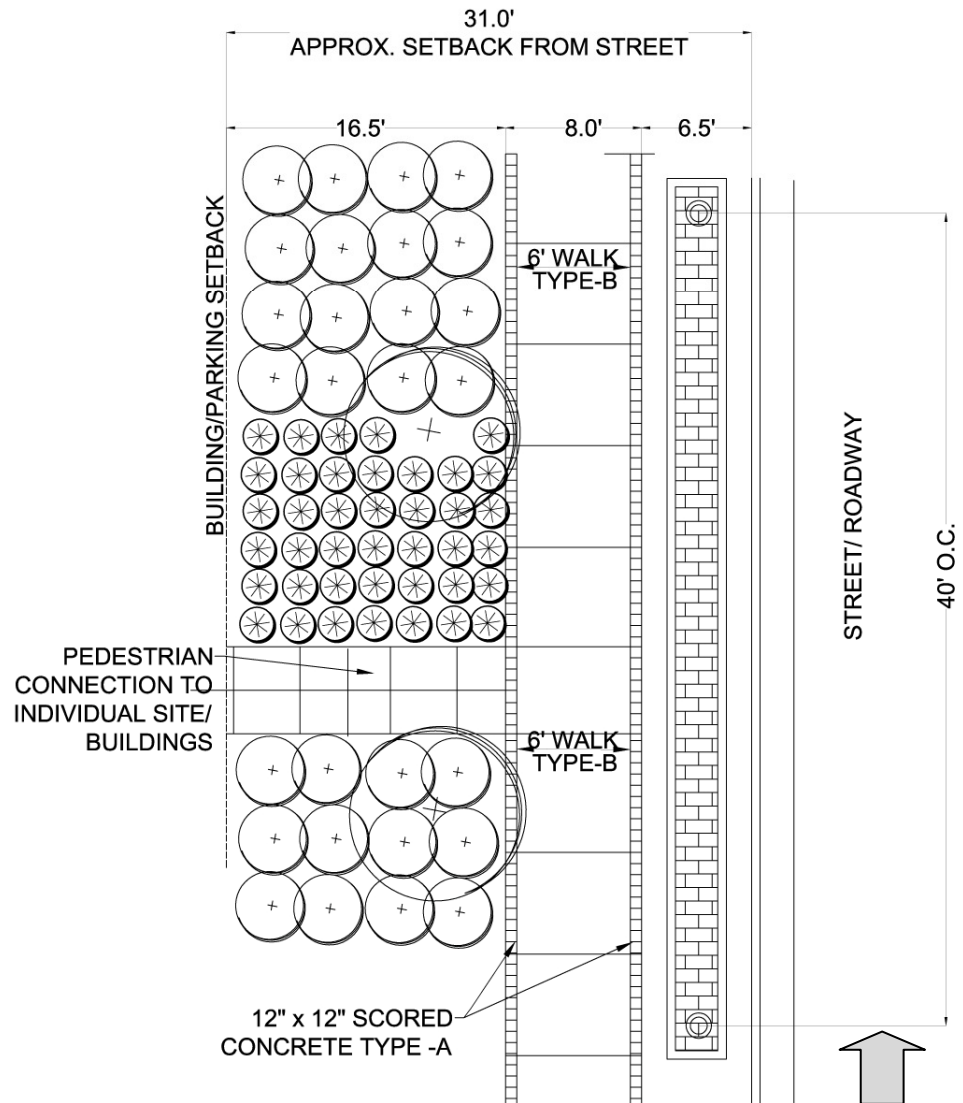 31.0'
APPROX. SETBACK FROM STREET
16.5'
8.0'
6.5'
BUILDING/PARKING SETBACK
6' WALK
TYPE-B
STREET/ ROADWAY
40' O.C.
PEDESTRIAN
CONNECTION TO
INDIVIDUAL SITE/
BUILDINGS
6' WALK
TYPE-B
12" x 12" SCORED
CONCRETE TYPE -A